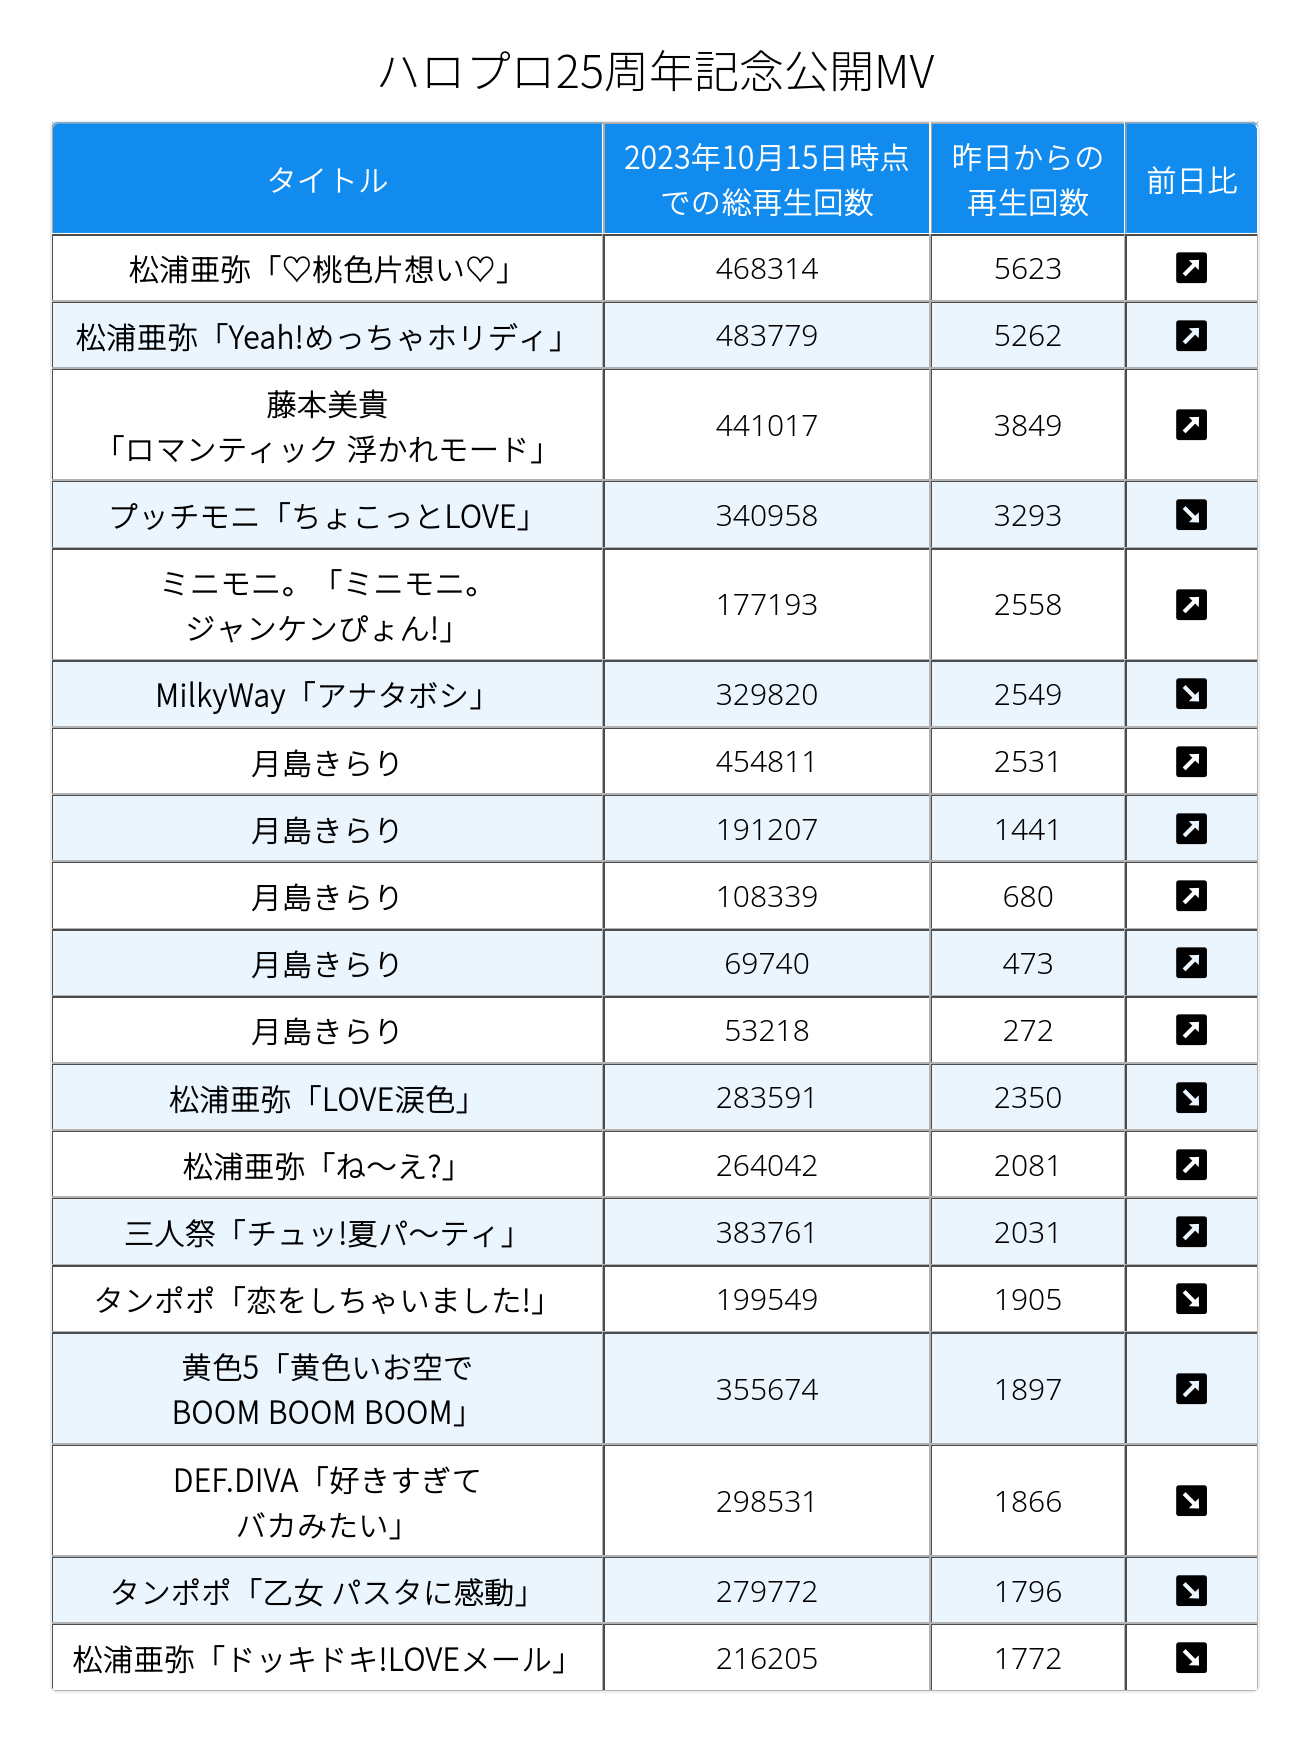 ハロプロ25周年記念公開MV
タイトル
2023年10月15日時点
での総再生回数
昨日からの
再生回数
前日比
松浦亜弥「♡桃色片想い♡」 468314 5623 ↗
松浦亜弥「Yeah!めっちゃホリディ」 483779 5262 ↗
藤本美貴
「ロマンティック 浮かれモード」 441017 3849 ↗
プッチモニ「ちょこっとLOVE」 340958 3293 ↘
ミニモニ。「ミニモニ。
ジャンケンぴょん!」 177193 2558 ↗
MilkyWay「アナタボシ」 329820 2549 ↘
月島きらり 454811 2531 ↗
月島きらり 191207 1441 ↗
月島きらり 108339 680 ↗
月島きらり 69740 473 ↗
月島きらり 53218 272 ↗
松浦亜弥「LOVE涙色」 283591 2350 ↘
松浦亜弥「ね〜え?」 264042 2081 ↗
三人祭「チュッ!夏パ〜ティ」 383761 2031 ↗
タンポポ「恋をしちゃいました!」 199549 1905 ↘
黄色5「黄色いお空で
BOOM BOOM BOOM」 355674 1897 ↗
DEF.DIVA「好きすぎて
バカみたい」 298531 1866 ↘
タンポポ「乙女 パスタに感動」 279772 1796 ↘
松浦亜弥「ドッキドキ!LOVEメール」 216205 1772 ↘